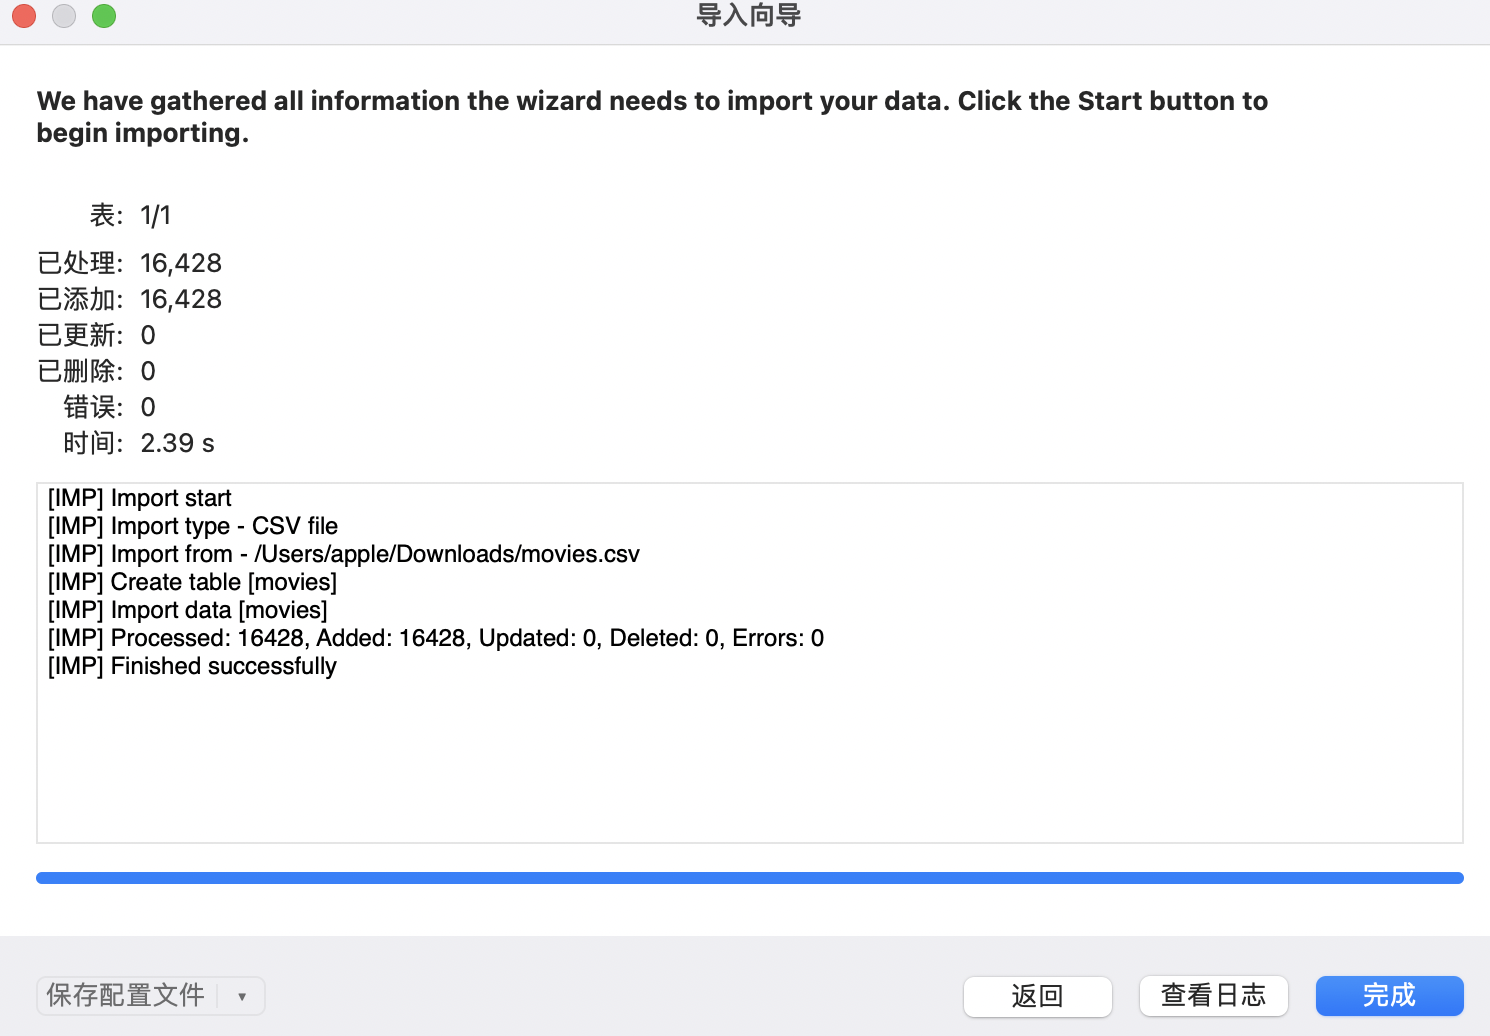 导入向导
We have gathered all information the wizard needs to import your data. Click the Start button to
begin importing.
表: 1/1
已处理: 16,428
已添加: 16,428
已更新: 0
已删除: 0
错误: 0
时间: 2.39 s
[IMP] Import start
[IMP] Import type - CSV file
[IMP] Import from - /Users/apple/Downloads/movies.csv
[IMP] Create table [movies]
[IMP] Import data [movies]
[IMP] Processed: 16428, Added: 16428, Updated: 0, Deleted: 0, Errors: 0
[IMP] Finished successfully
保存配置文件 返回 查看日志 完成